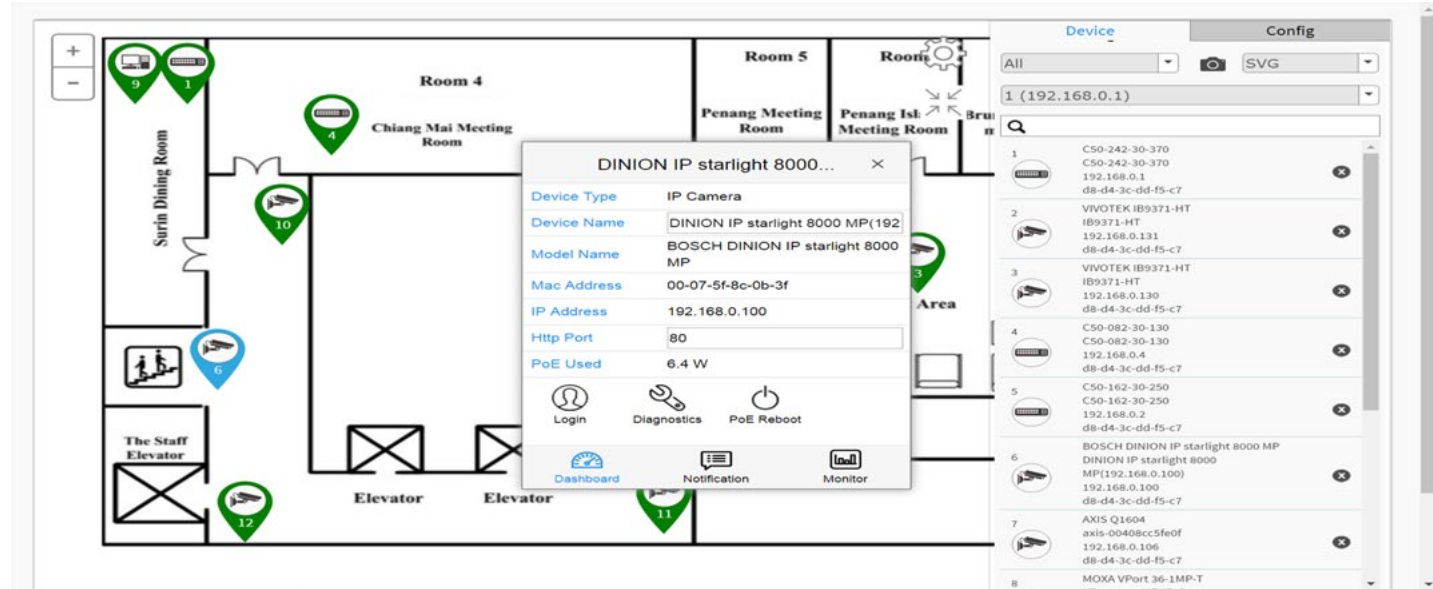 +
−
9
1
Room 4
4
Chiang Mai Meeting
Room
Surin Dining Room
10
Room 5
Room
Penang Meeting
Room
Penang Isl
Meeting Room
Bru
m
3
Area
6
The Staff
Elevator
12
Elevator
Elevator
11
DINION IP starlight 8000... ×
Device Type IP Camera
Device Name DINION IP starlight 8000 MP(192
Model Name BOSCH DINION IP starlight 8000
MP
Mac Address 00-07-5f-8c-0b-3f
IP Address 192.168.0.100
Http Port 80
PoE Used 6.4 W
Login Diagnostics PoE Reboot
Dashboard Notification Monitor
Device Config
All SVG
1 (192.168.0.1)
1
C50-242-30-370
C50-242-30-370
192.168.0.1
d8-d4-3c-dd-f5-c7
2
VIVOTEK IB9371-HT
IB9371-HT
192.168.0.131
d8-d4-3c-dd-f5-c7
3
VIVOTEK IB9371-HT
IB9371-HT
192.168.0.130
d8-d4-3c-dd-f5-c7
4
C50-082-30-130
C50-082-30-130
192.168.0.4
d8-d4-3c-dd-f5-c7
5
C50-162-30-250
C50-162-30-250
192.168.0.2
d8-d4-3c-dd-f5-c7
6
BOSCH DINION IP starlight 8000 MP
DINION IP starlight 8000
MP(192.168.0.100)
192.168.0.100
d8-d4-3c-dd-f5-c7
7
AXIS Q1604
axis-00408cc5fe0f
192.168.0.106
d8-d4-3c-dd-f5-c7
8
MOXA VPort 36-1MP-T